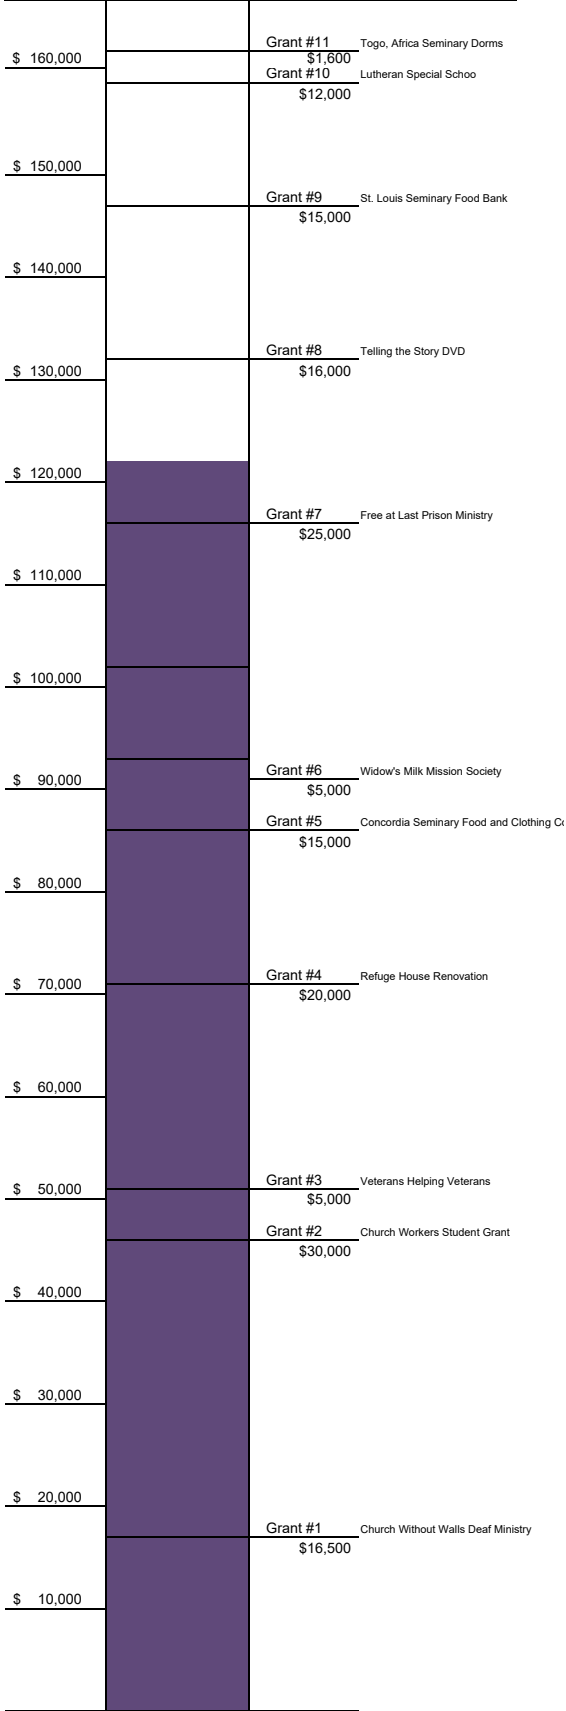 Grant #11 Togo, Africa Seminary Dorms
$ 160,000 $1,600
Grant #10 Lutheran Special Schoo
$12,000
$ 150,000
Grant #9 St. Louis Seminary Food Bank
$15,000
$ 140,000
Grant #8 Telling the Story DVD
$ 130,000 $16,000
$ 120,000
Grant #7 Free at Last Prison Ministry
$25,000
$ 110,000
$ 100,000
Grant #6 Widow's Milk Mission Society
$ 90,000 $5,000
Grant #5 Concordia Seminary Food and Clothing Co
$15,000
$ 80,000
Grant #4 Refuge House Renovation
$ 70,000 $20,000
$ 60,000
Grant #3 Veterans Helping Veterans
$ 50,000 $5,000
Grant #2 Church Workers Student Grant
$30,000
$ 40,000
$ 30,000
$ 20,000
Grant #1 Church Without Walls Deaf Ministry
$16,500
$ 10,000